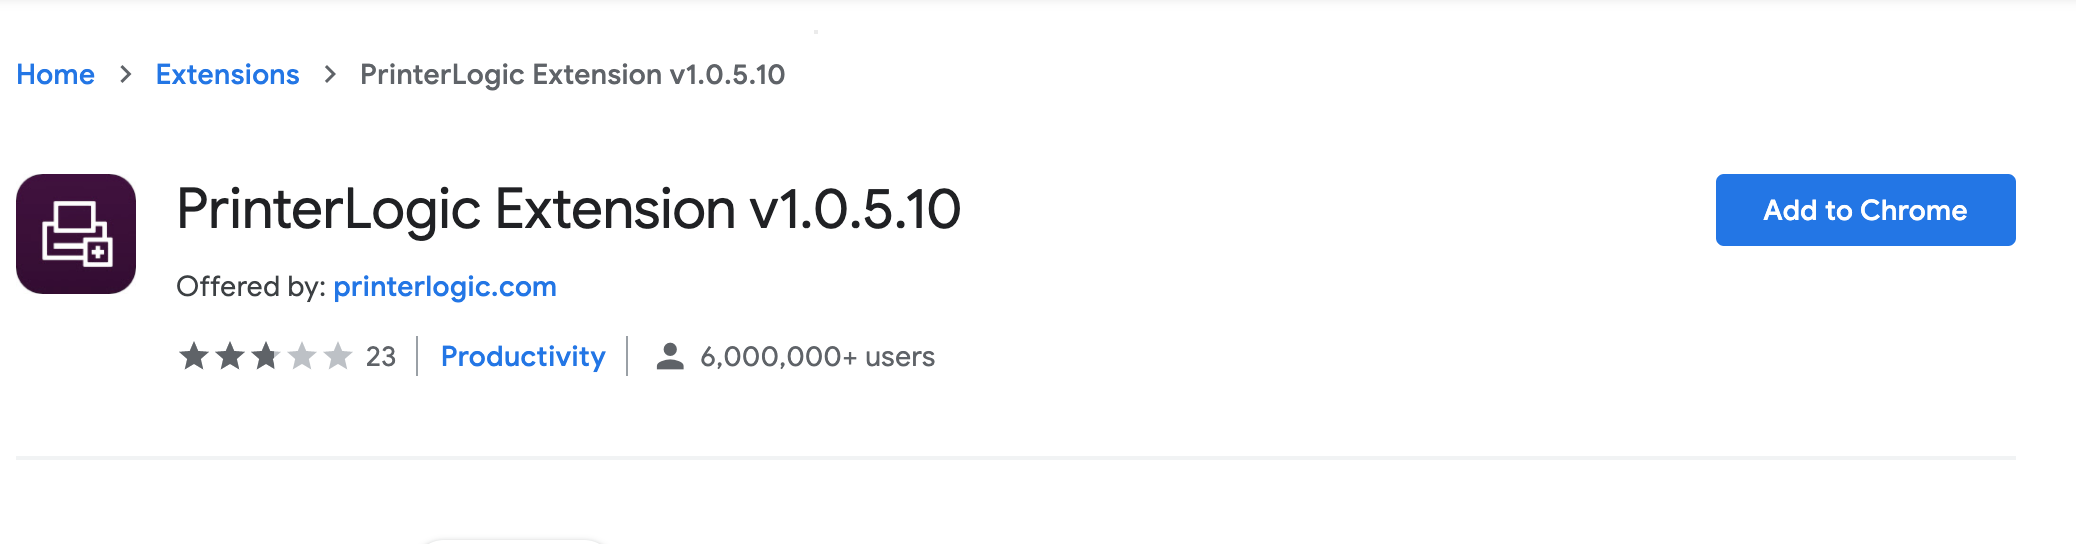 Home > Extensions > PrinterLogic Extension v1.0.5.10
PrinterLogic Extension v1.0.5.10
Add to Chrome
Offered by: printerlogic.com
23 | Productivity | 6,000,000+ users